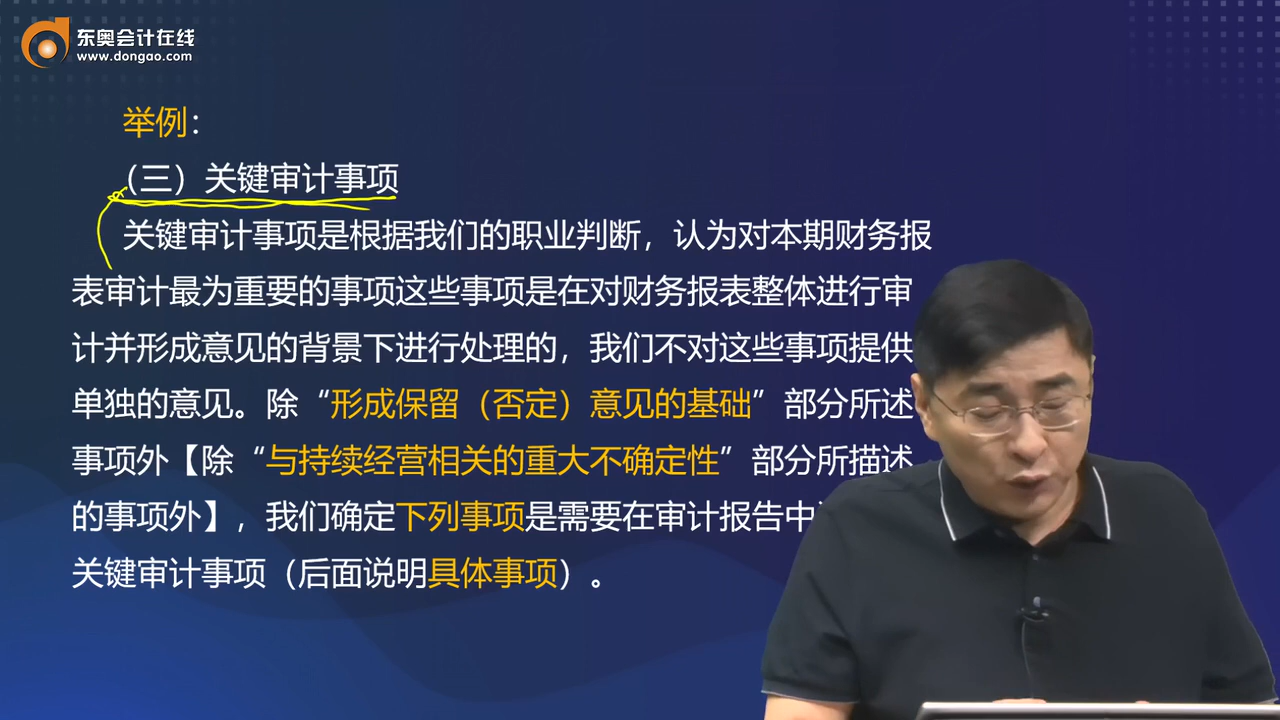 东奥会计在线
www.dongao.com
举例：
（三）关键审计事项
关键审计事项是根据我们的职业判断，认为对本期财务报
表审计最为重要的事项这些事项是在对财务报表整体进行审
计并形成意见的背景下进行处理的，我们不对这些事项提供
单独的意见。除“形成保留（否定）意见的基础”部分所述
事项外【除“与持续经营相关的重大不确定性”部分所描述
的事项外】，我们确定下列事项是需要在审计报告中
关键审计事项（后面说明具体事项）。